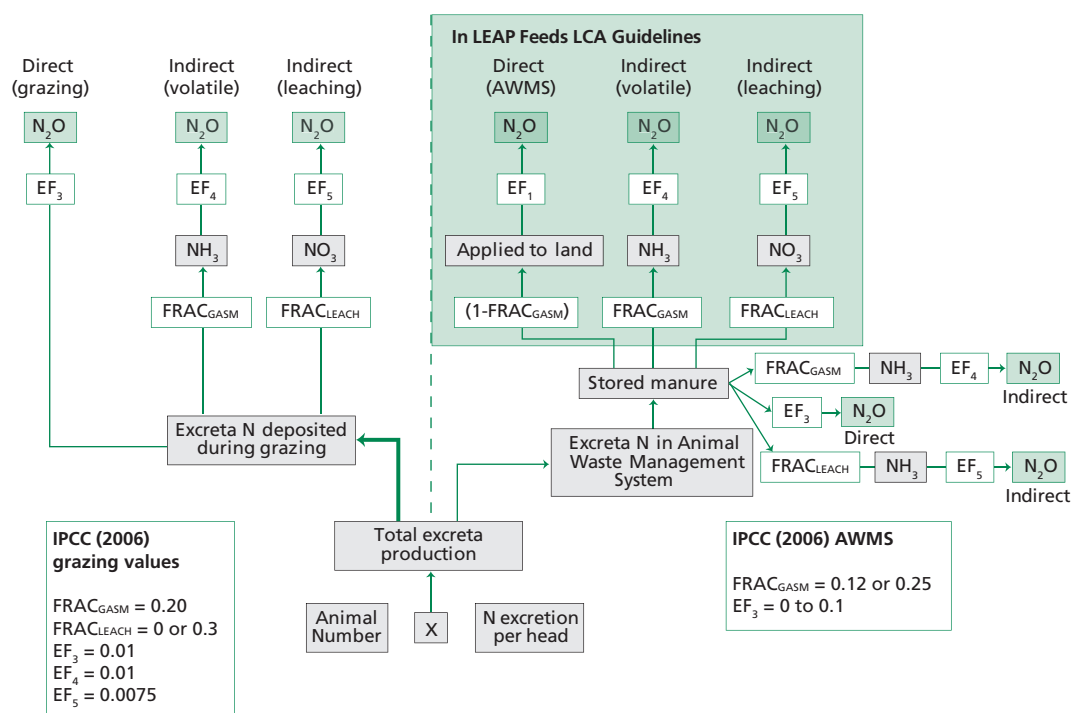 In LEAP Feeds LCA Guidelines
Direct
(grazing)
Indirect
(volatile)
Indirect
(leaching)
Direct
(AWMS)
Indirect
(volatile)
Indirect
(leaching)
N₂O
N₂O
N₂O
N₂O
N₂O
N₂O
EF₃
EF₄
EF₅
EF₁
EF₄
EF₅
NH₃
NO₃
Applied to land
NH₃
NO₃
FRACGASM
FRACLEACH
(1-FRACGASM)
FRACGASM
FRACLEACH
Stored manure
FRACGASM
NH₃
EF₄
N₂O
Indirect
EF₃
N₂O
Direct
FRACLEACH
NH₃
EF₅
N₂O
Indirect
Excreta N deposited
during grazing
Excreta N in Animal
Waste Management
System
Total excreta
production
Animal
Number
X
N excretion
per head
IPCC (2006)
grazing values
FRACGASM = 0.20
FRACLEACH = 0 or 0.3
EF₃ = 0.01
EF₄ = 0.01
EF₅ = 0.0075
IPCC (2006) AWMS
FRACGASM = 0.12 or 0.25
EF₃ = 0 to 0.1